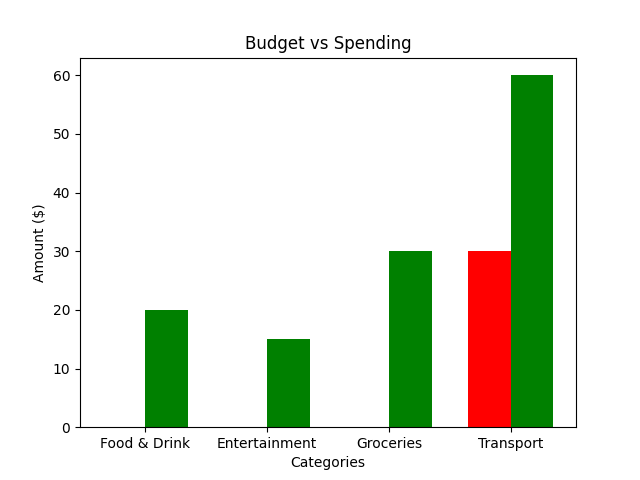 Budget vs Spending
60
50
40
30
20
10
0
Amount ($)
Food & Drink Entertainment Groceries Transport
Categories